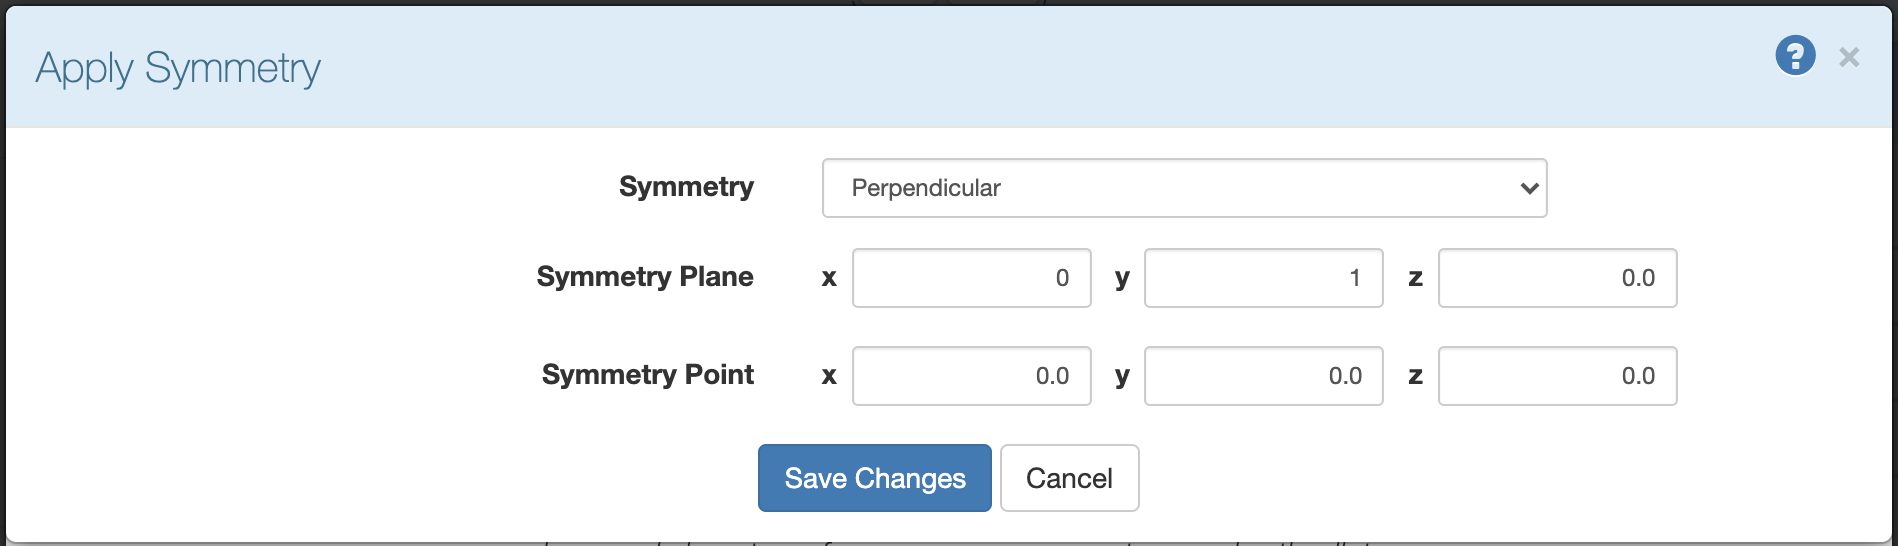 Apply Symmetry ? ×
Symmetry Perpendicular
Symmetry Plane x 0 y 1 z 0.0
Symmetry Point x 0.0 y 0.0 z 0.0
Save Changes Cancel